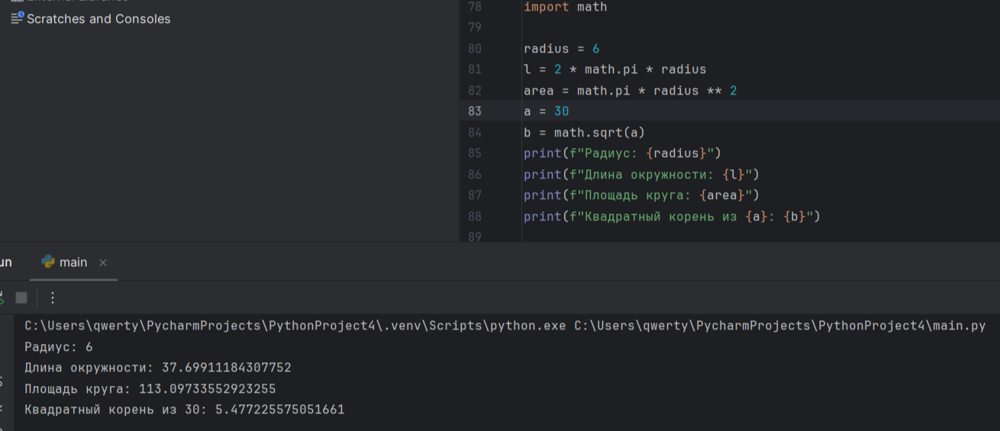 External Libraries
Scratches and Consoles
78 import math
79
80 radius = 6
81 l = 2 * math.pi * radius
82 area = math.pi * radius ** 2
83 a = 30
84 b = math.sqrt(a)
85 print(f"Радиус: {radius}")
86 print(f"Длина окружности: {l}")
87 print(f"Площадь круга: {area}")
88 print(f"Квадратный корень из {a}: {b}")
89
un main
C:\Users\qwerty\PycharmProjects\PythonProject4\.venv\Scripts\python.exe C:\Users\qwerty\PycharmProjects\PythonProject4\main.py
Радиус: 6
Длина окружности: 37.69911184307752
Площадь круга: 113.09733552923255
Квадратный корень из 30: 5.477225575051661